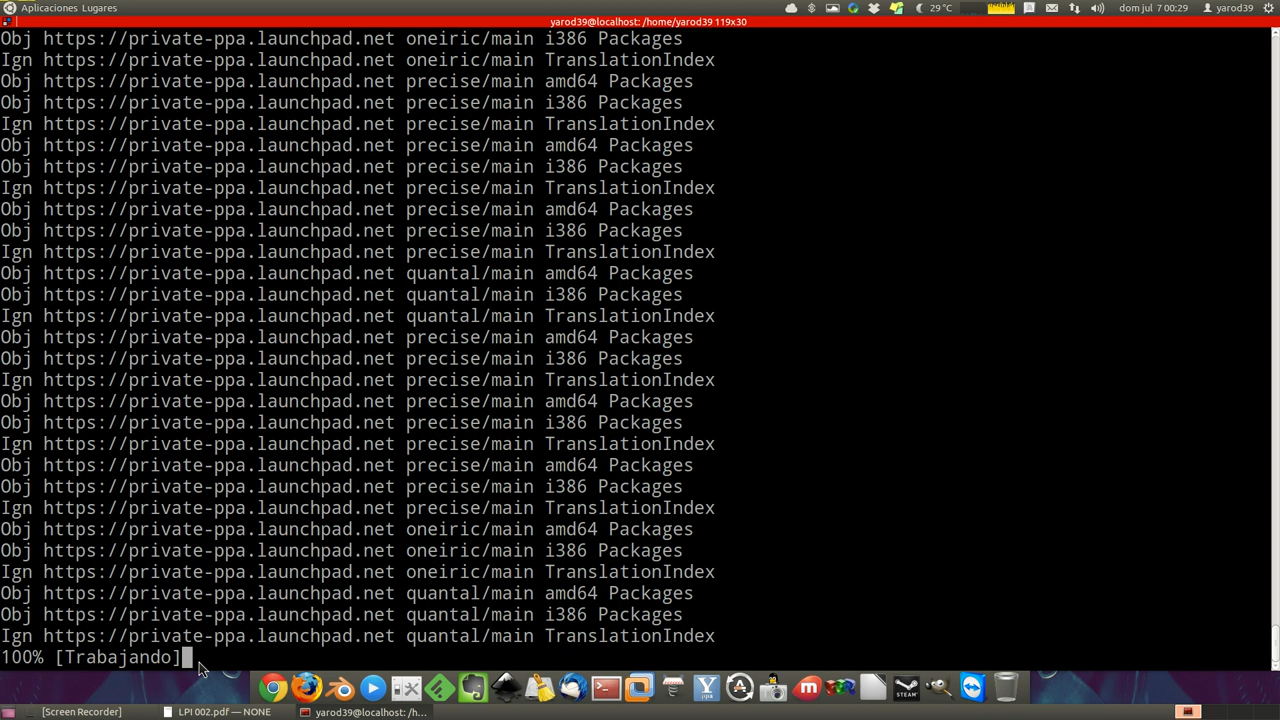 Aplicaciones Lugares
29 °C
dom jul 7 00:29
yarod39
yarod39@localhost: /home/yarod39 119x30
Obj https://private-ppa.launchpad.net oneiric/main i386 Packages
Ign https://private-ppa.launchpad.net oneiric/main TranslationIndex
Obj https://private-ppa.launchpad.net precise/main amd64 Packages
Obj https://private-ppa.launchpad.net precise/main i386 Packages
Ign https://private-ppa.launchpad.net precise/main TranslationIndex
Obj https://private-ppa.launchpad.net precise/main amd64 Packages
Obj https://private-ppa.launchpad.net precise/main i386 Packages
Ign https://private-ppa.launchpad.net precise/main TranslationIndex
Obj https://private-ppa.launchpad.net precise/main amd64 Packages
Obj https://private-ppa.launchpad.net precise/main i386 Packages
Ign https://private-ppa.launchpad.net precise/main TranslationIndex
Obj https://private-ppa.launchpad.net quantal/main amd64 Packages
Obj https://private-ppa.launchpad.net quantal/main i386 Packages
Ign https://private-ppa.launchpad.net quantal/main TranslationIndex
Obj https://private-ppa.launchpad.net precise/main amd64 Packages
Obj https://private-ppa.launchpad.net precise/main i386 Packages
Ign https://private-ppa.launchpad.net precise/main TranslationIndex
Obj https://private-ppa.launchpad.net precise/main amd64 Packages
Obj https://private-ppa.launchpad.net precise/main i386 Packages
Ign https://private-ppa.launchpad.net precise/main TranslationIndex
Obj https://private-ppa.launchpad.net precise/main amd64 Packages
Obj https://private-ppa.launchpad.net precise/main i386 Packages
Ign https://private-ppa.launchpad.net precise/main TranslationIndex
Obj https://private-ppa.launchpad.net oneiric/main amd64 Packages
Obj https://private-ppa.launchpad.net oneiric/main i386 Packages
Ign https://private-ppa.launchpad.net oneiric/main TranslationIndex
Obj https://private-ppa.launchpad.net quantal/main amd64 Packages
Obj https://private-ppa.launchpad.net quantal/main i386 Packages
Ign https://private-ppa.launchpad.net quantal/main TranslationIndex
100% [Trabajando]
Y ppa
STEAM
[Screen Recorder]
LPI 002.pdf — NONE
yarod39@localhost: /h...